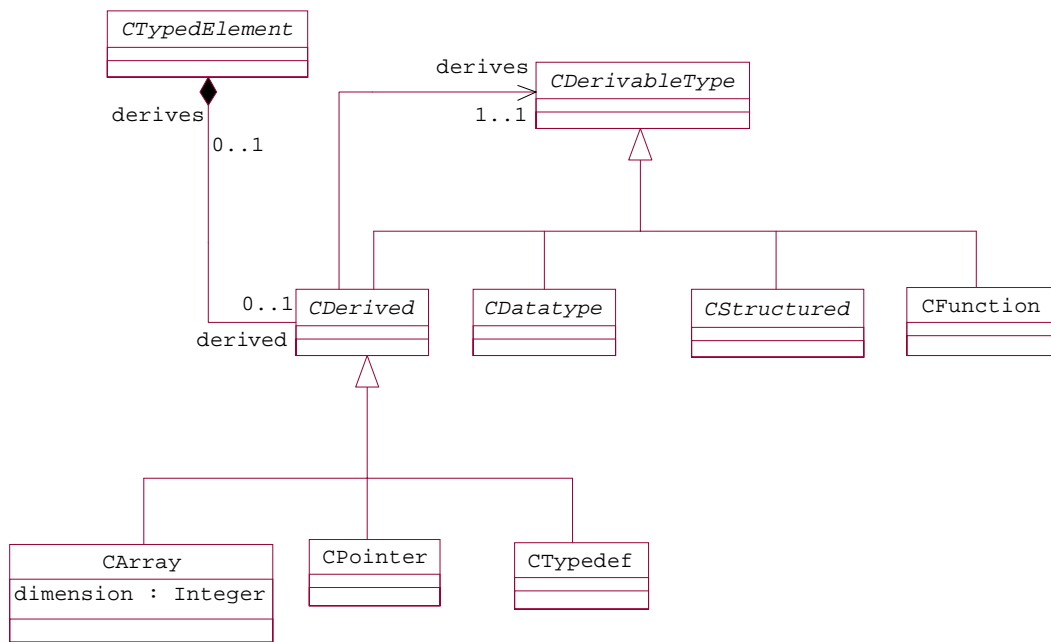 CTypedElement
derives
CDerivableType
derives
1..1
0..1
0..1
CDerived
CDatatype
CStructured
CFunction
derived
CArray
CPointer
CTypedef
dimension : Integer